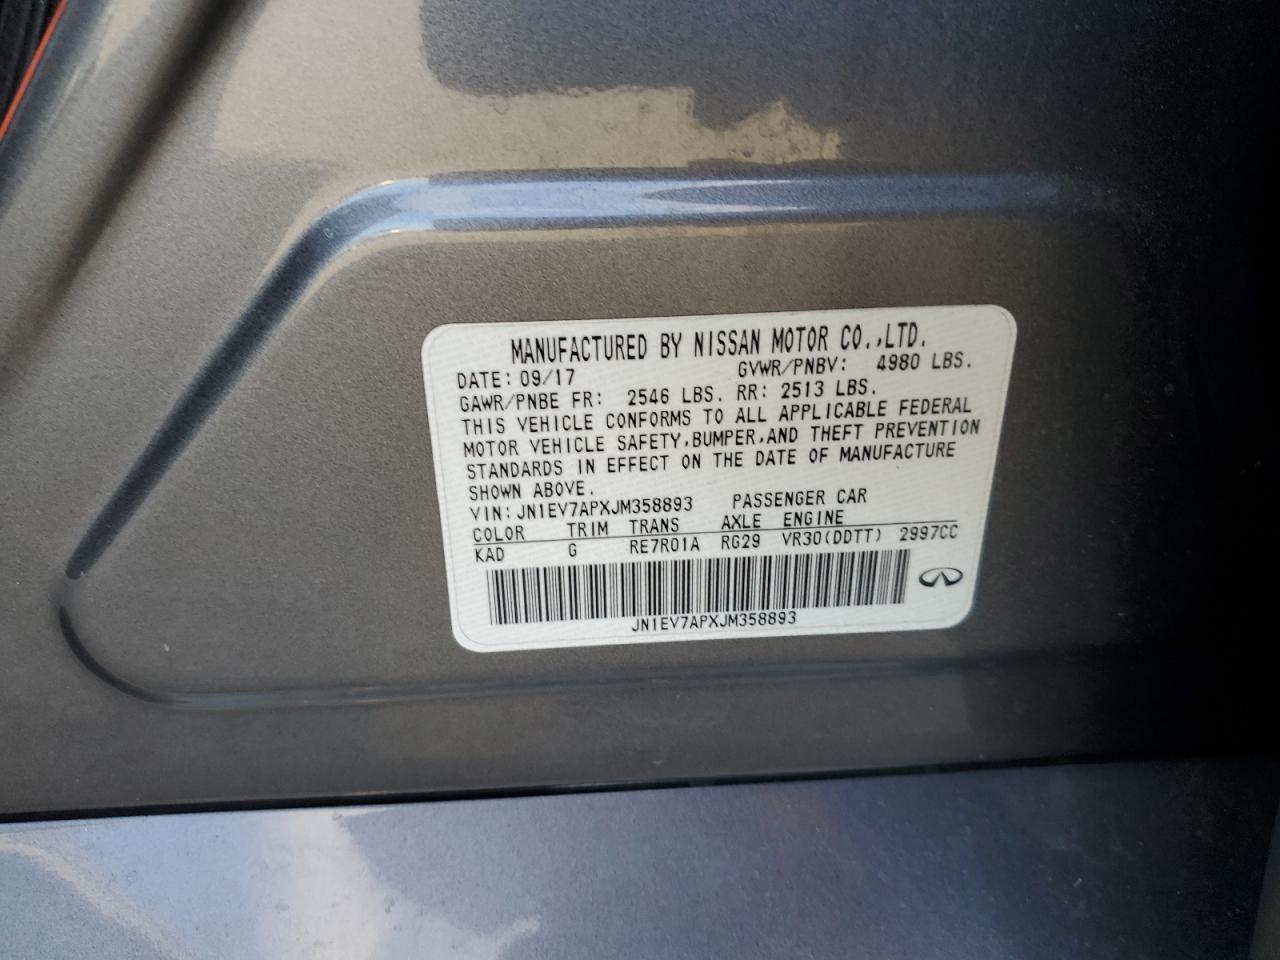 MANUFACTURED BY NISSAN MOTOR CO.,LTD.
DATE: 09/17 GVWR/PNBV: 4980 LBS.
GAWR/PNBE FR: 2546 LBS. RR: 2513 LBS.
THIS VEHICLE CONFORMS TO ALL APPLICABLE FEDERAL
MOTOR VEHICLE SAFETY,BUMPER,AND THEFT PREVENTION
STANDARDS IN EFFECT ON THE DATE OF MANUFACTURE
SHOWN ABOVE.
VIN: JN1EV7APXJM358893 PASSENGER CAR
COLOR TRIM TRANS AXLE ENGINE
KAD G RE7R01A RG29 VR30(DDTT) 2997CC
JN1EV7APXJM358893